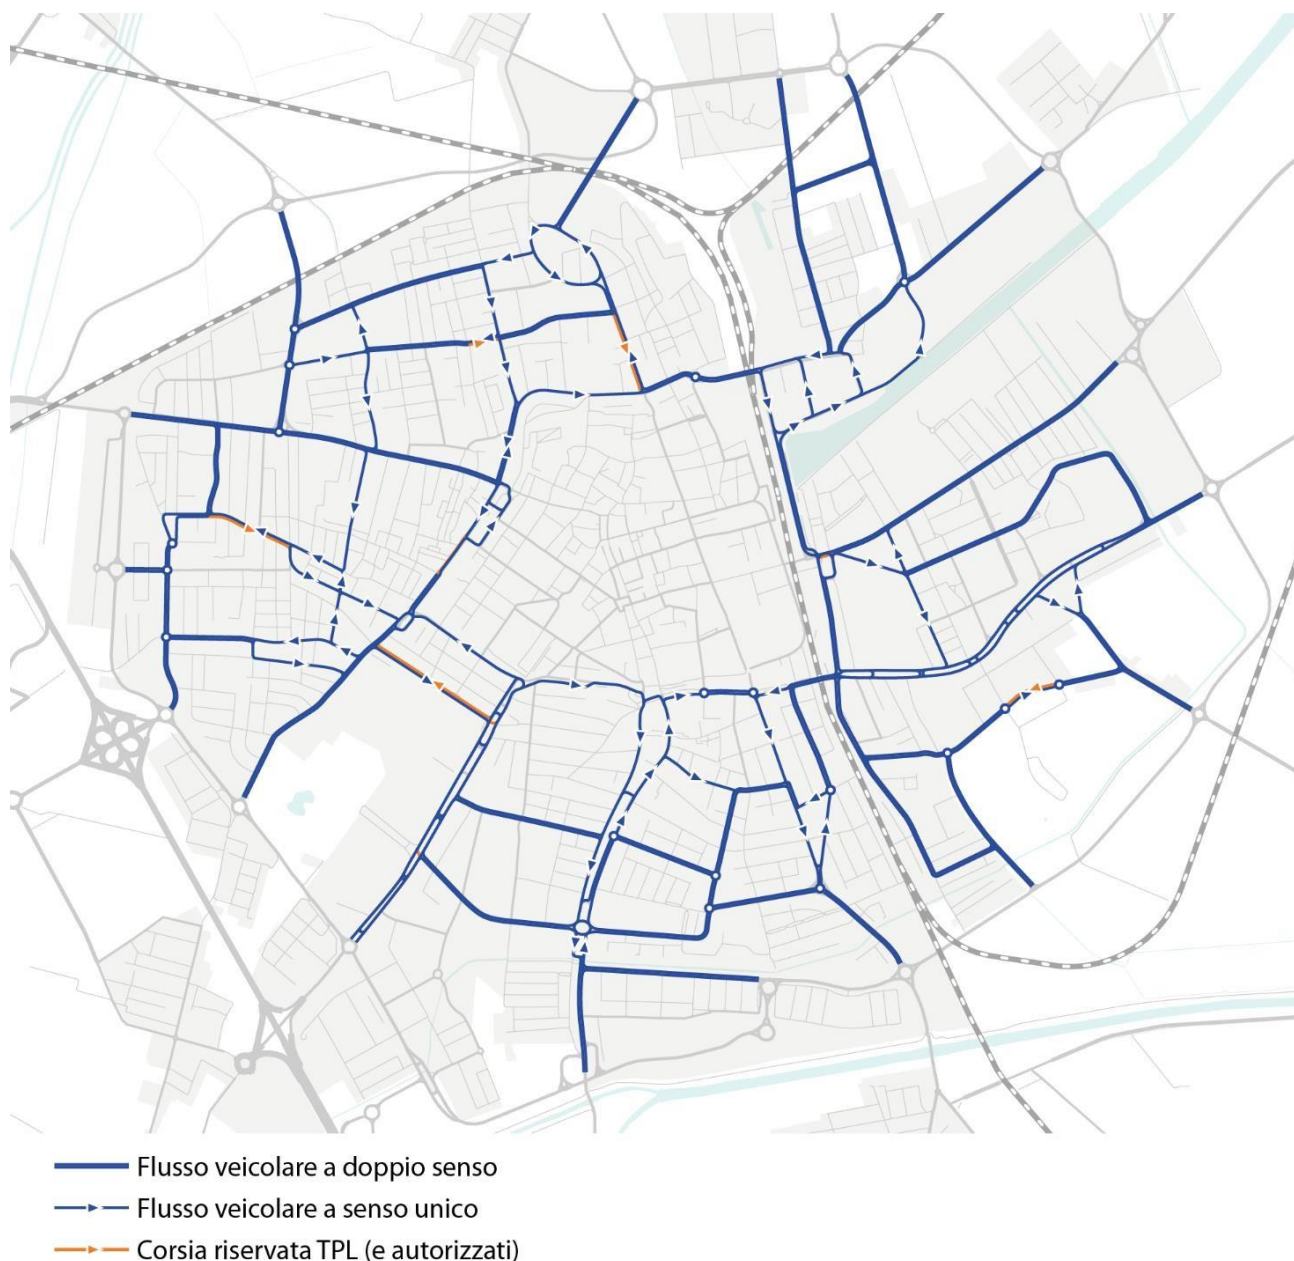 Flusso veicolare a doppio senso
Flusso veicolare a senso unico
Corsia riservata TPL (e autorizzati)